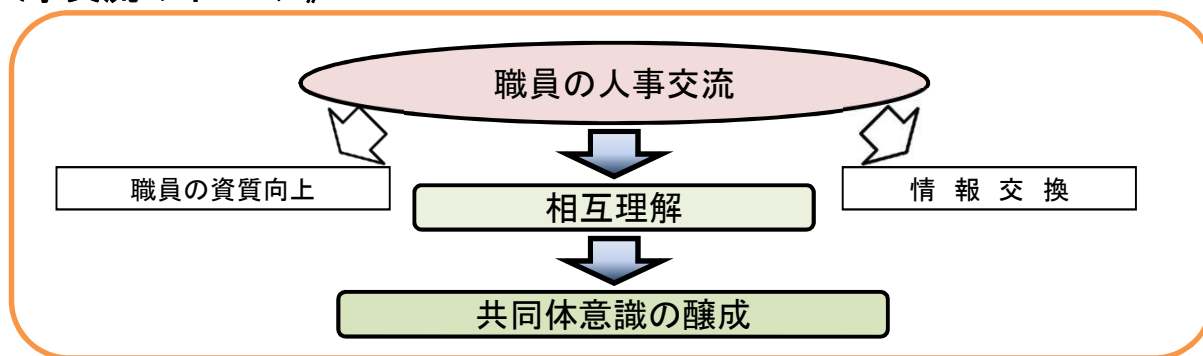 職員の人事交流
職員の資質向上
相互理解
情 報 交 換
共同体意識の醸成